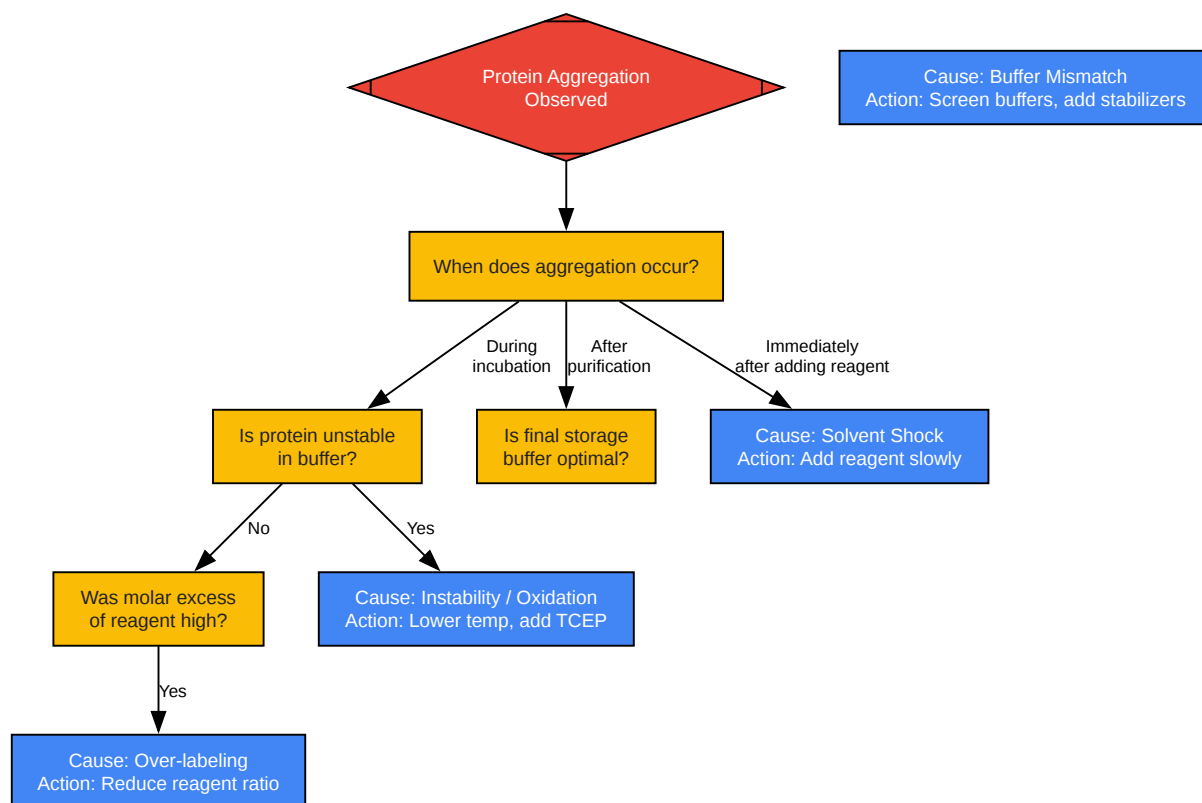 Protein Aggregation
Observed
Cause: Buffer Mismatch
Action: Screen buffers, add stabilizers
When does aggregation occur?
During
incubation
After
purification
Immediately
after adding reagent
Is protein unstable
in buffer?
Is final storage
buffer optimal?
Cause: Solvent Shock
Action: Add reagent slowly
No
Yes
Was molar excess
of reagent high?
Cause: Instability / Oxidation
Action: Lower temp, add TCEP
Yes
Cause: Over-labeling
Action: Reduce reagent ratio